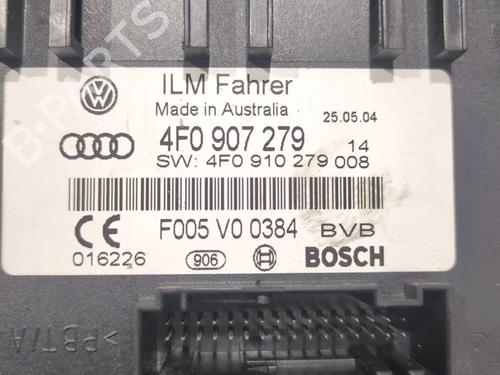 B-PARTS
ILM Fahrer
Made in Australia 25.05.04
4F0 907 279 14
SW: 4F0 910 279 008
F005 V0 0384 BVB
016226 906 BOSCH
>PBT/A